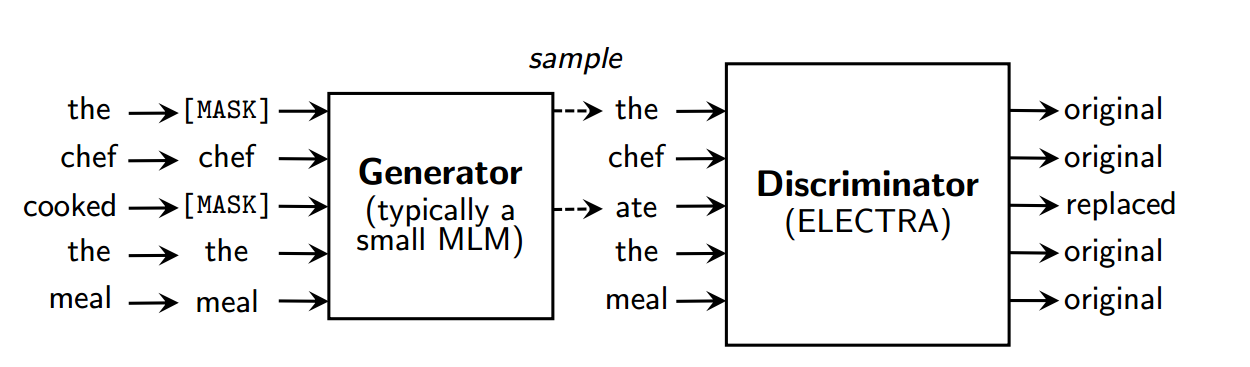 sample
the [MASK] the original
chef chef chef original
cooked [MASK] ate replaced
the the the original
meal meal meal original
Generator
(typically a
small MLM)
Discriminator
(ELECTRA)